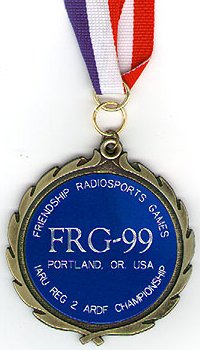 FRIENDSHIP RADIOSPORTS GAMES
FRG-99
PORTLAND, OR. USA
IARU REG 2 ARDF CHAMPIONSHIP